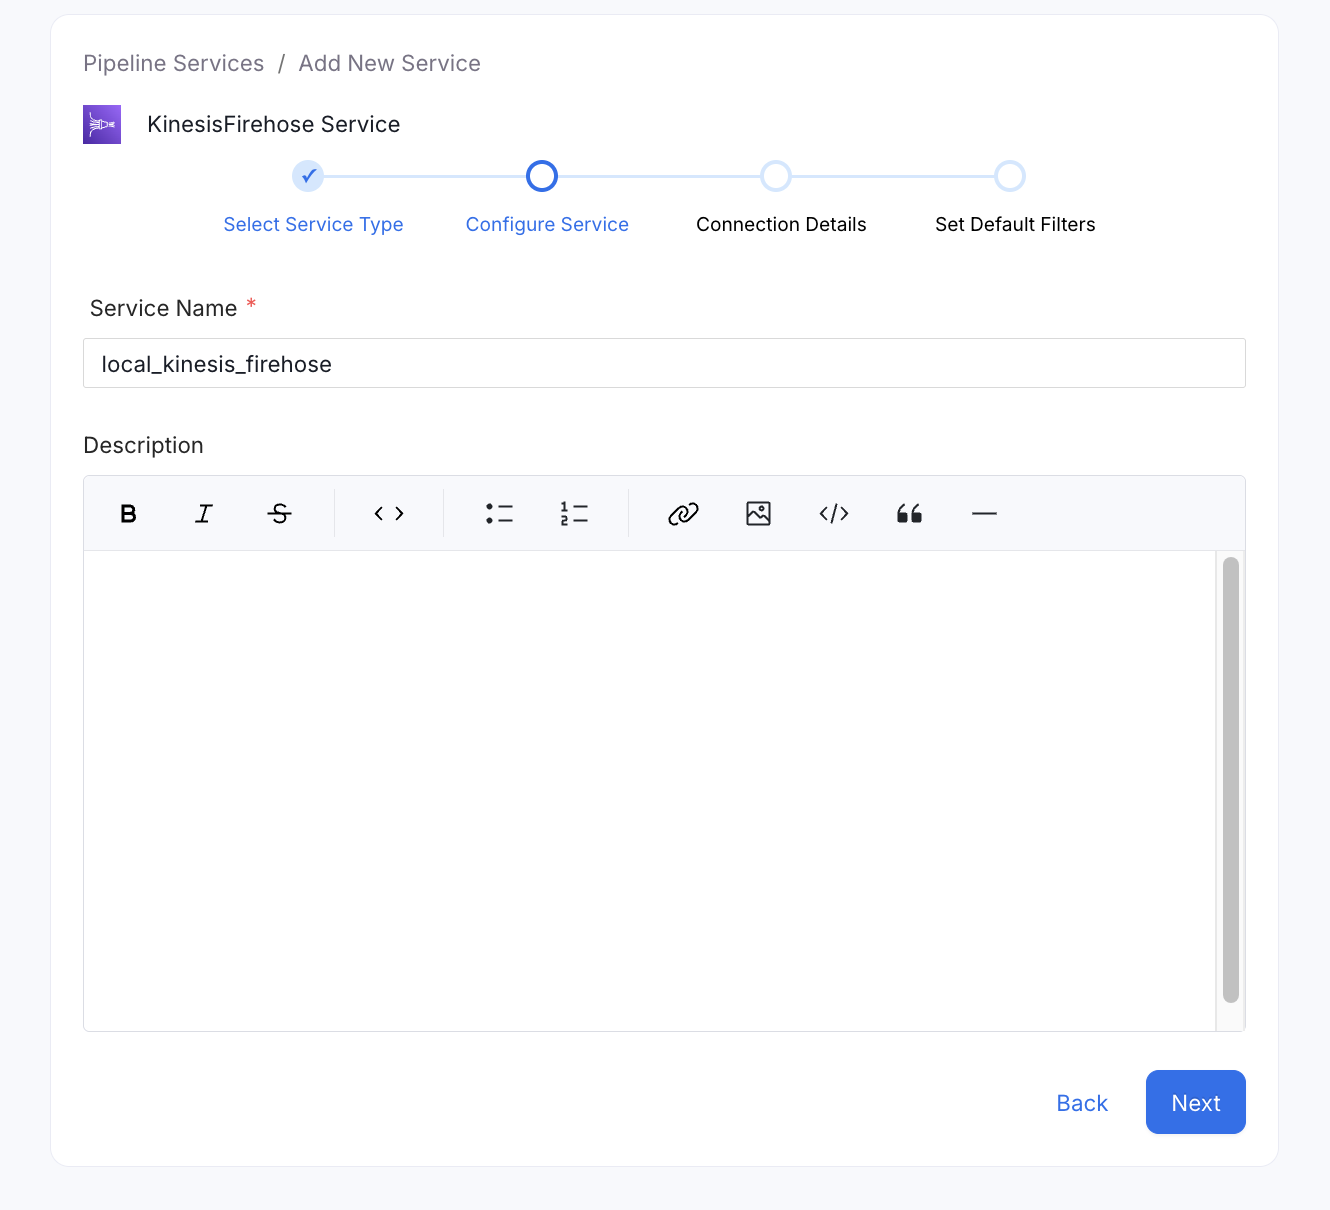 Pipeline Services / Add New Service
KinesisFirehose Service
Select Service Type
Configure Service
Connection Details
Set Default Filters
Service Name *
local_kinesis_firehose
Description
Back
Next